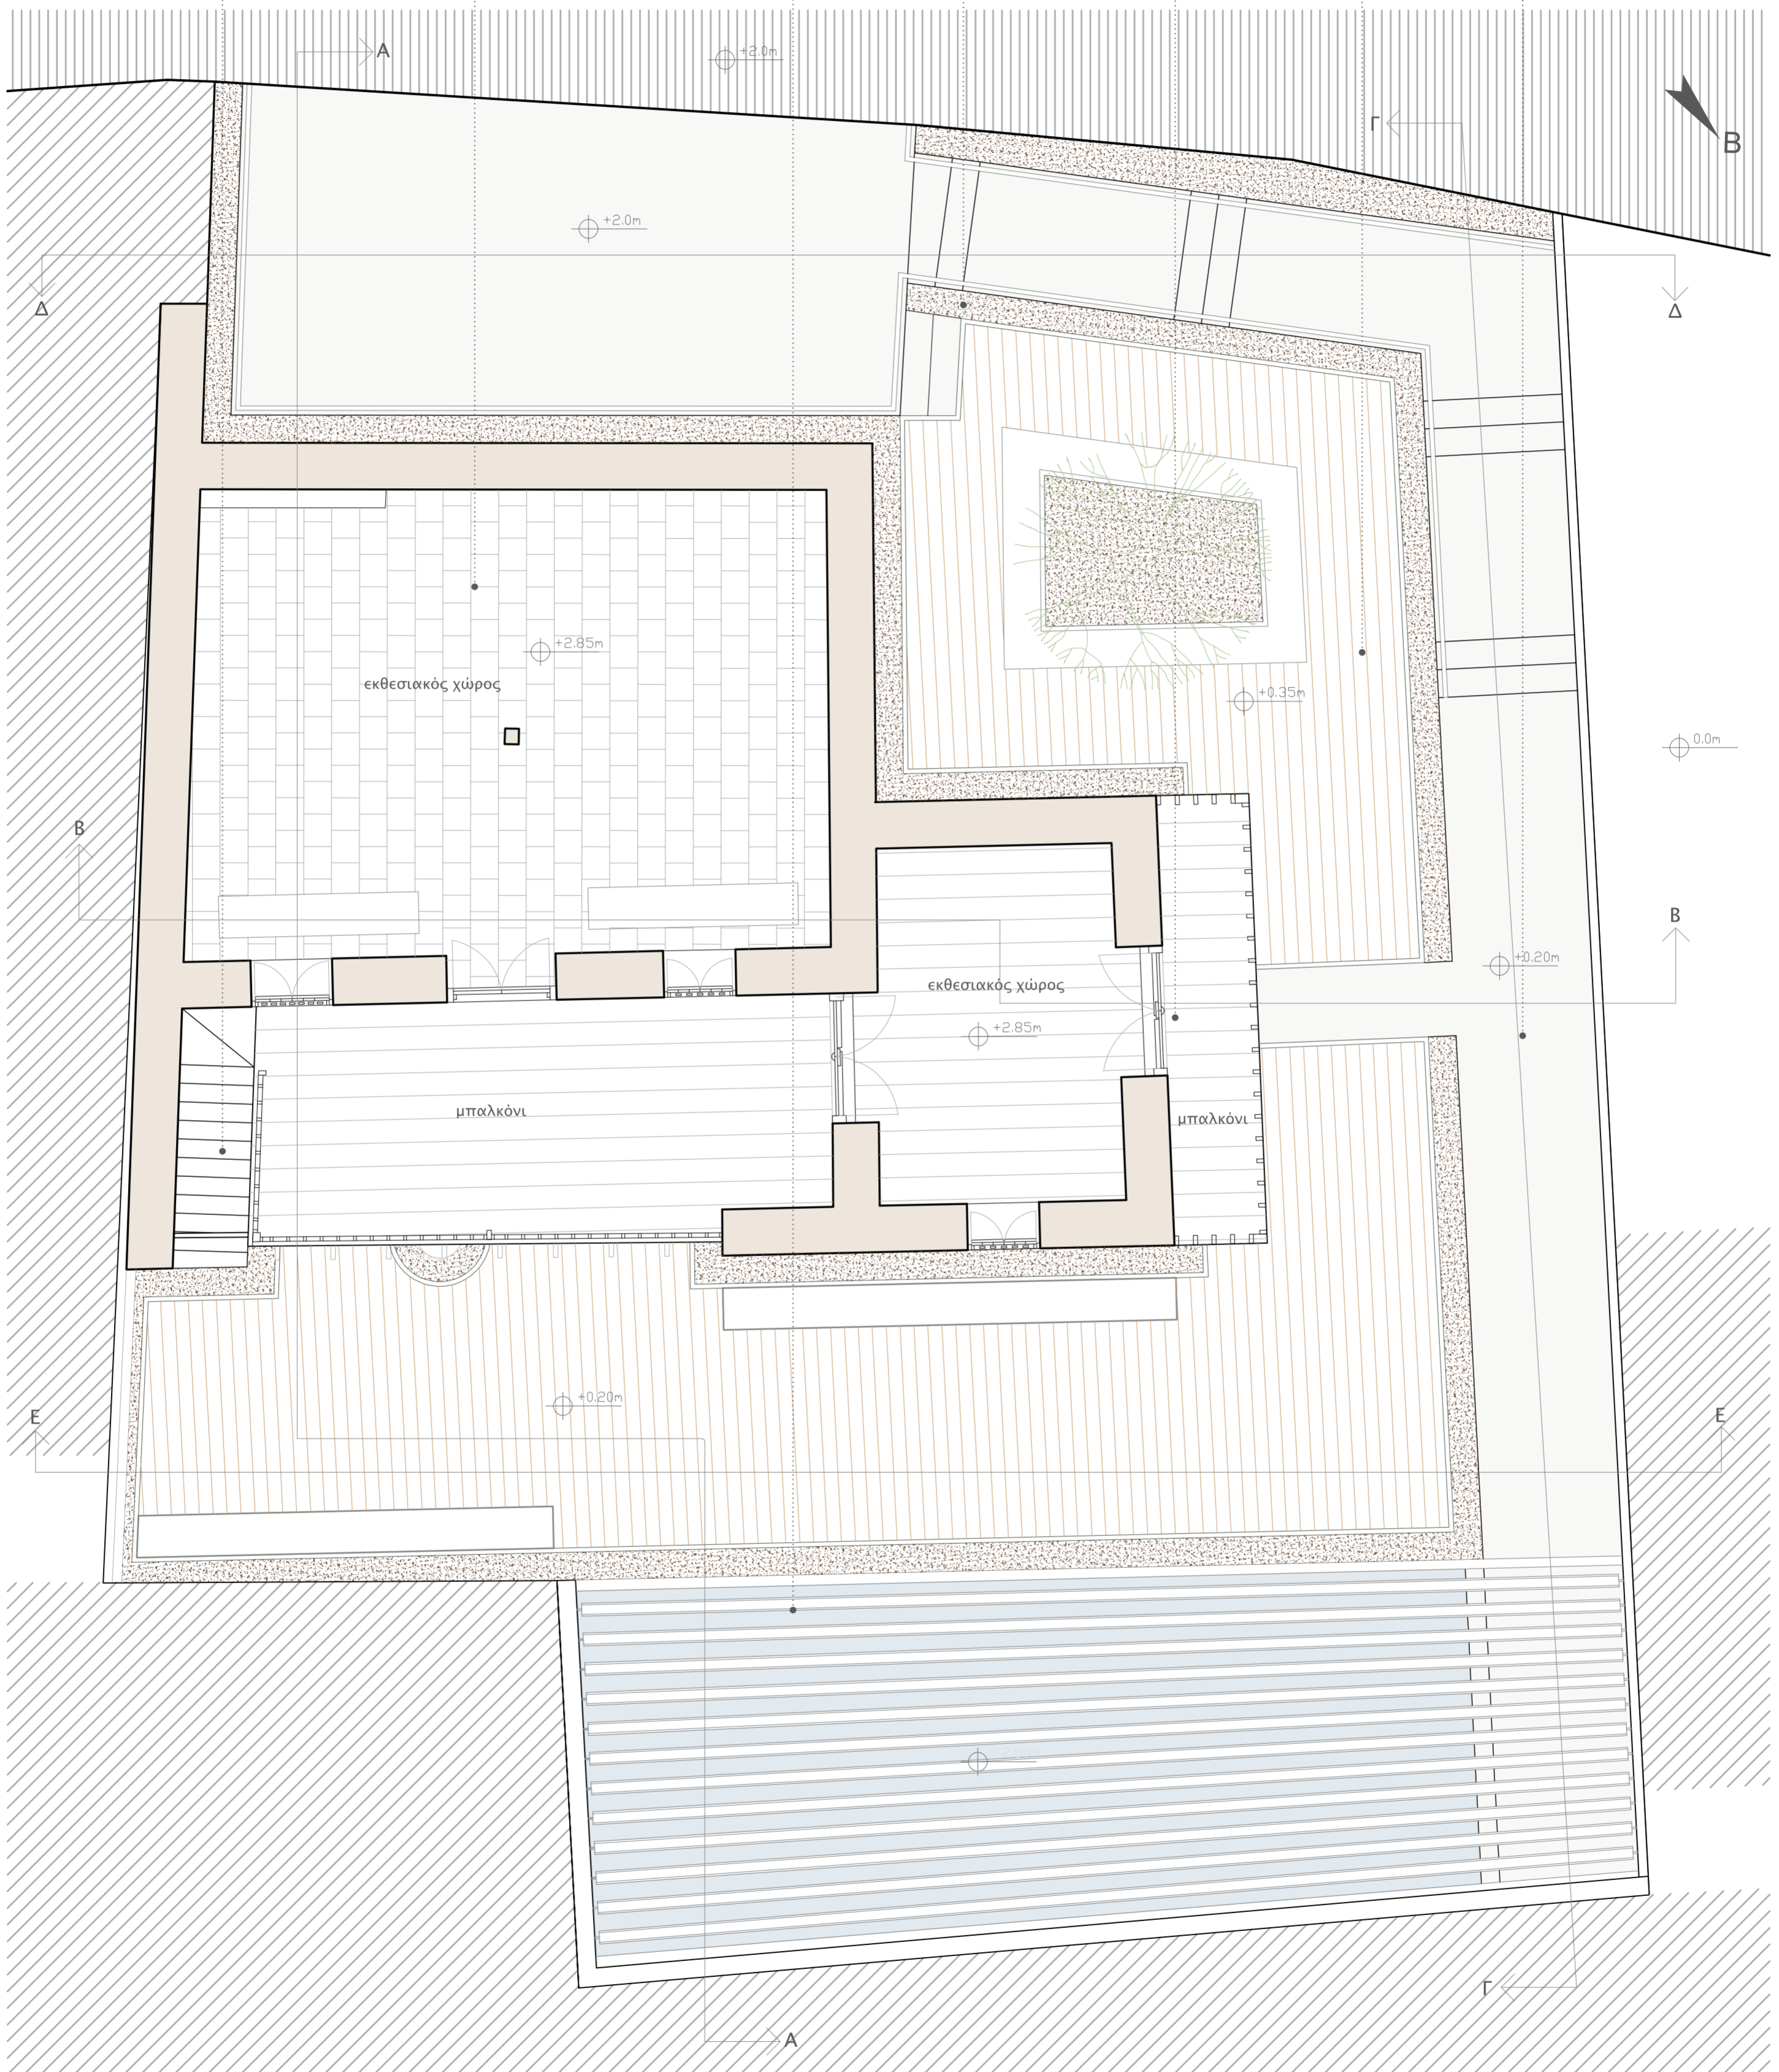 A
+2.0m
Γ
B
+2.0m
Δ
Δ
+2.85m
εκθεσιακός χώρος
+0.35m
0.0m
B
B
+0.20m
εκθεσιακός χώρος
+2.85m
μπαλκόνι
μπαλκόνι
+0.20m
E
E
Γ
A